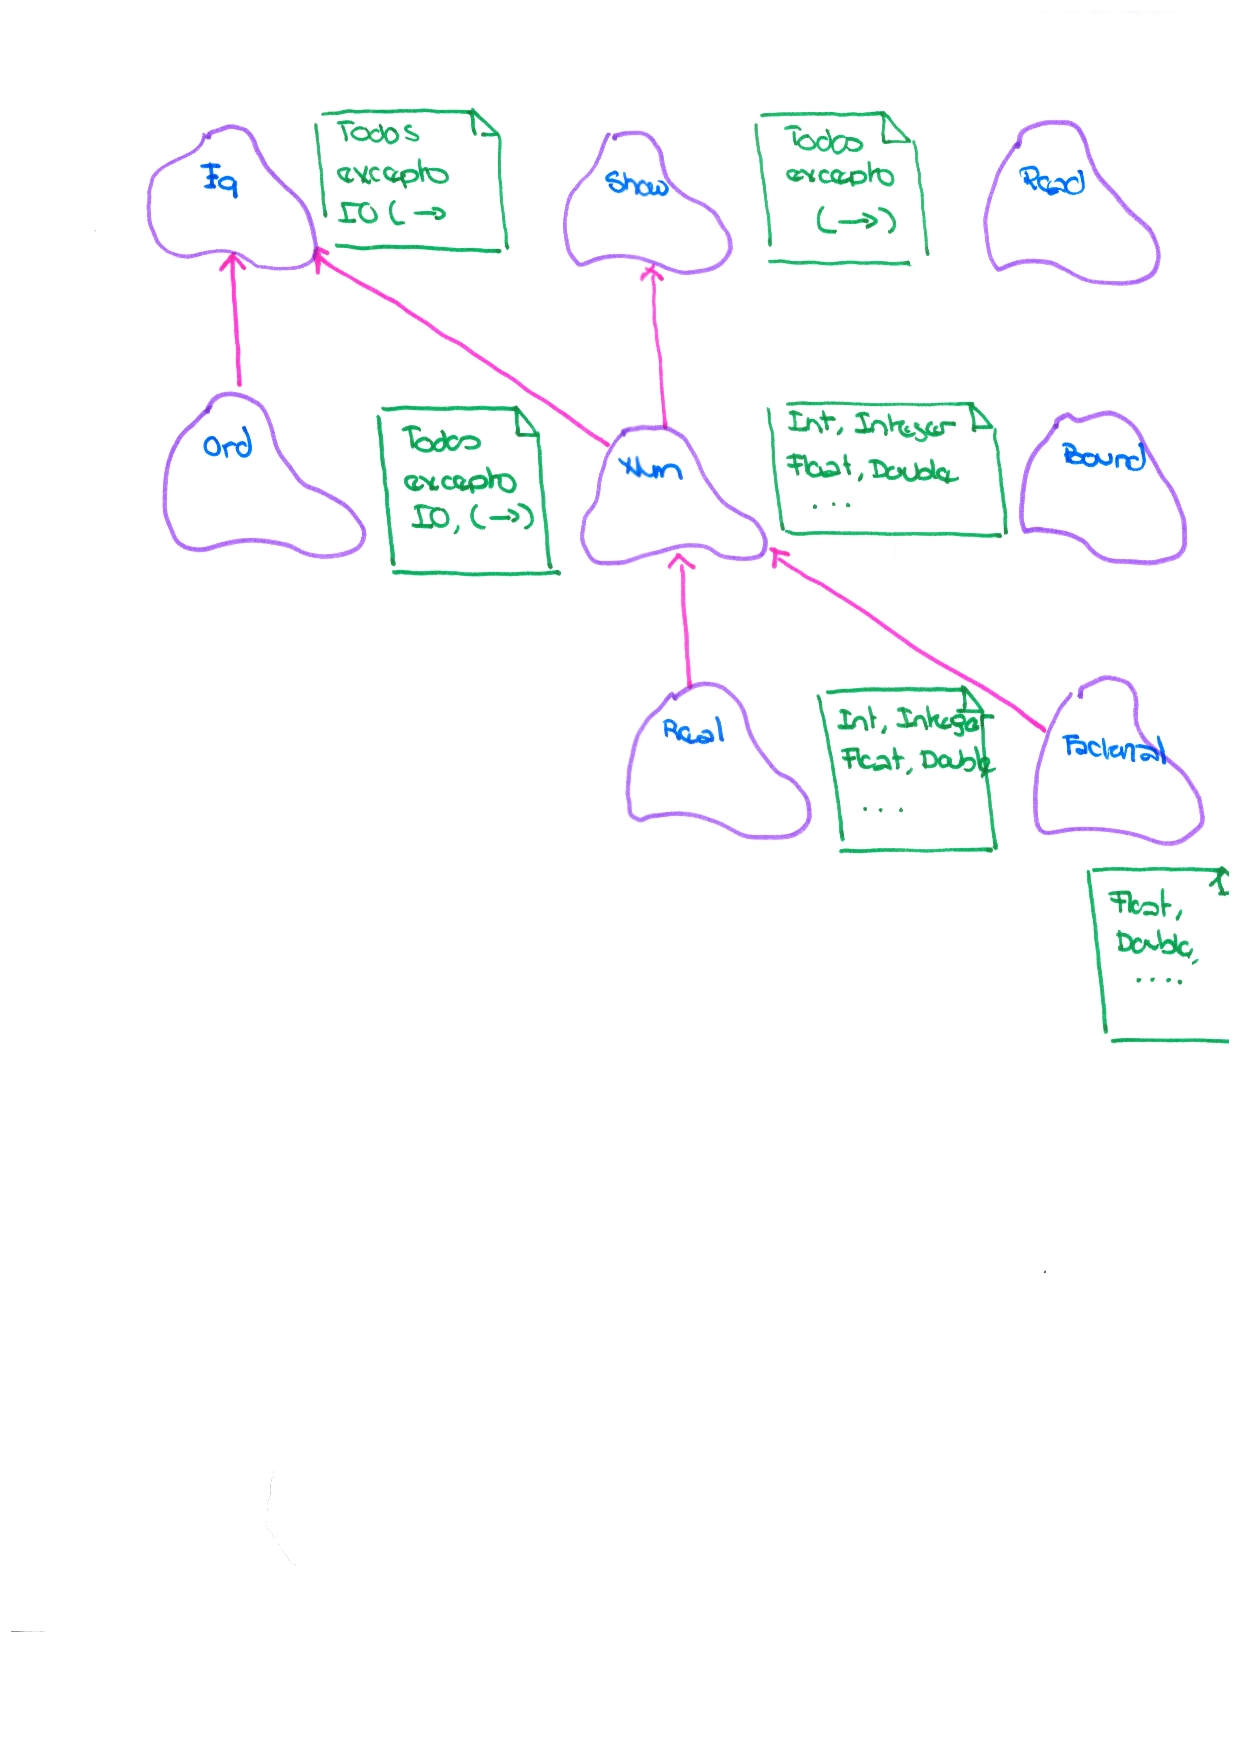 Eq
Todos
excepto
IO (→
Show
Todos
excepto
(→)
Read
Ord
Todos
excepto
IO, (→)
Num
Int, Integer
Float, Double
...
Bound
Real
Int, Integer
Float, Double
...
Float,
Double,
....